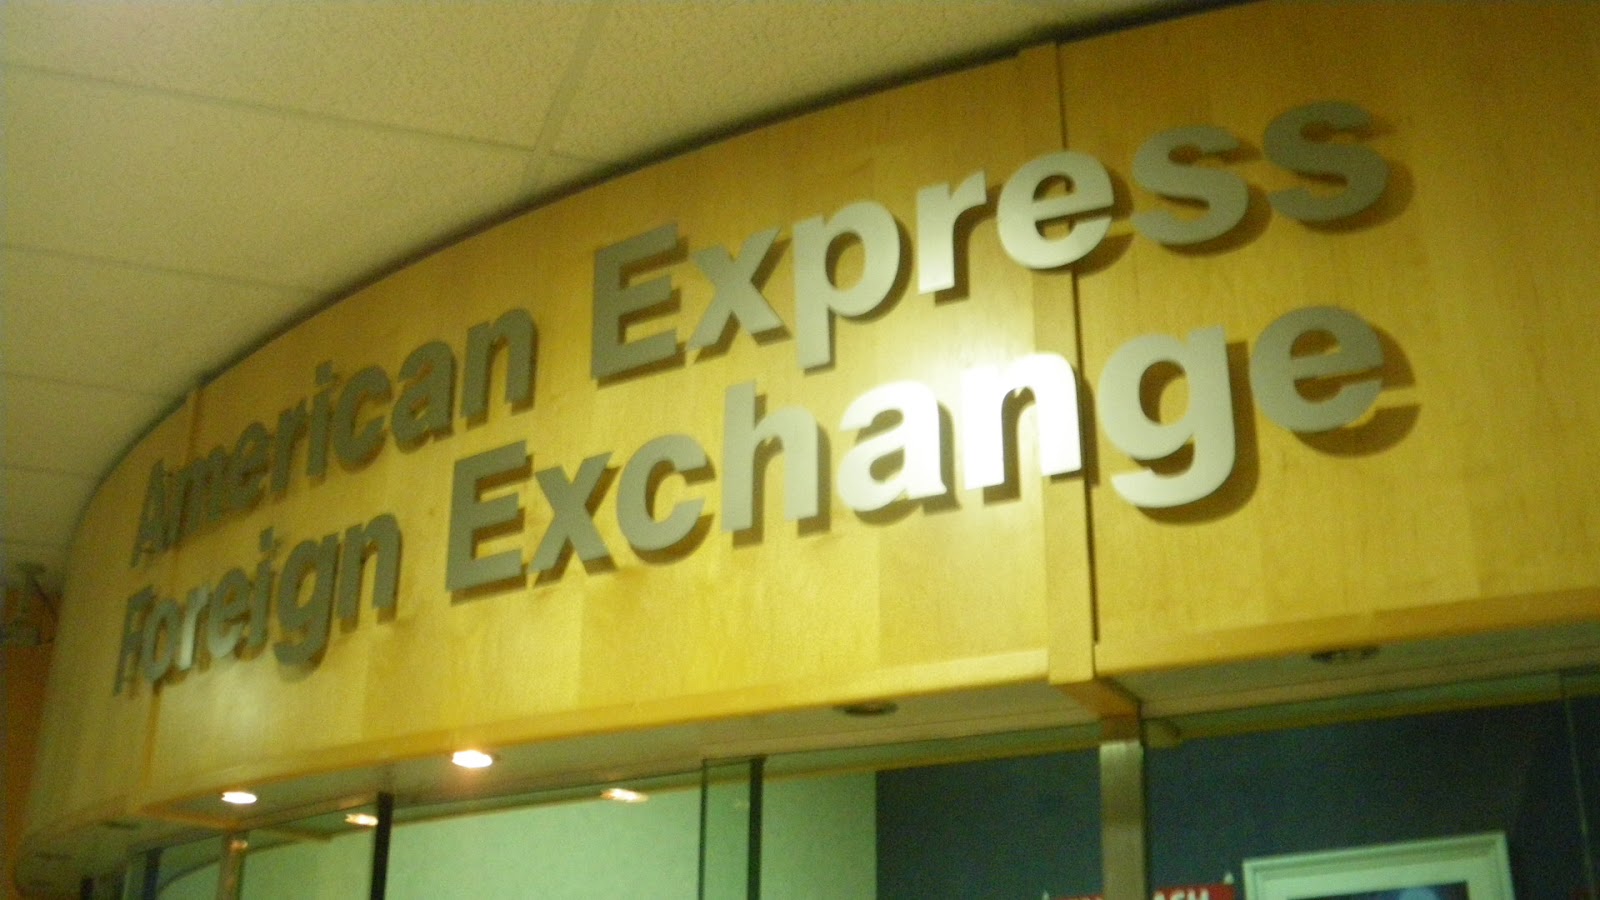 American Express
Foreign Exchange